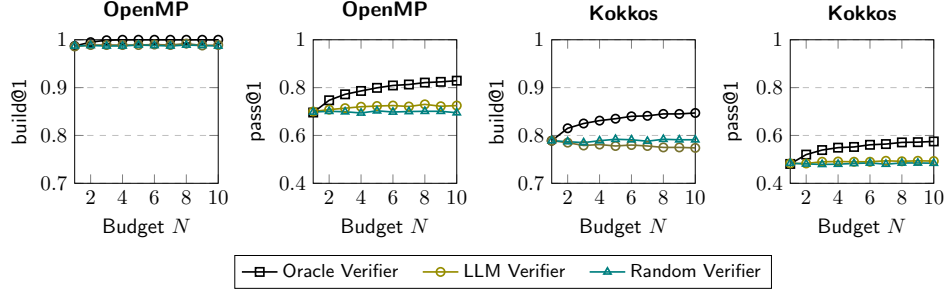 OpenMP
build@1
1
0.9
0.8
0.7
2 4 6 8 10
Budget N
OpenMP
pass@1
1
0.8
0.6
0.4
2 4 6 8 10
Budget N
Kokkos
build@1
1
0.9
0.8
0.7
2 4 6 8 10
Budget N
Kokkos
pass@1
1
0.8
0.6
0.4
2 4 6 8 10
Budget N
Oracle Verifier LLM Verifier Random Verifier